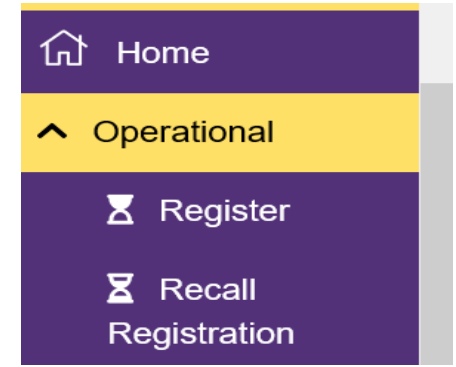 Home
Operational
Register
Recall
Registration